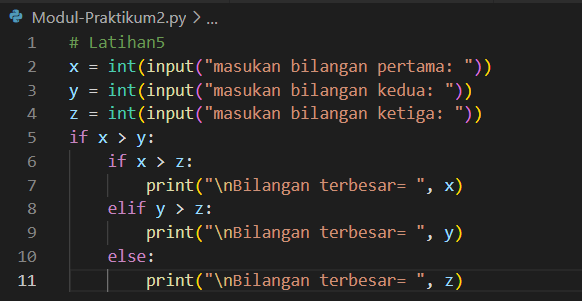 Modul-Praktikum2.py > ...
1 # Latihan5
2 x = int(input("masukan bilangan pertama: "))
3 y = int(input("masukan bilangan kedua: "))
4 z = int(input("masukan bilangan ketiga: "))
5 if x > y:
6     if x > z:
7         print("\nBilangan terbesar= ", x)
8     elif y > z:
9         print("\nBilangan terbesar= ", y)
10     else:
11         print("\nBilangan terbesar= ", z)